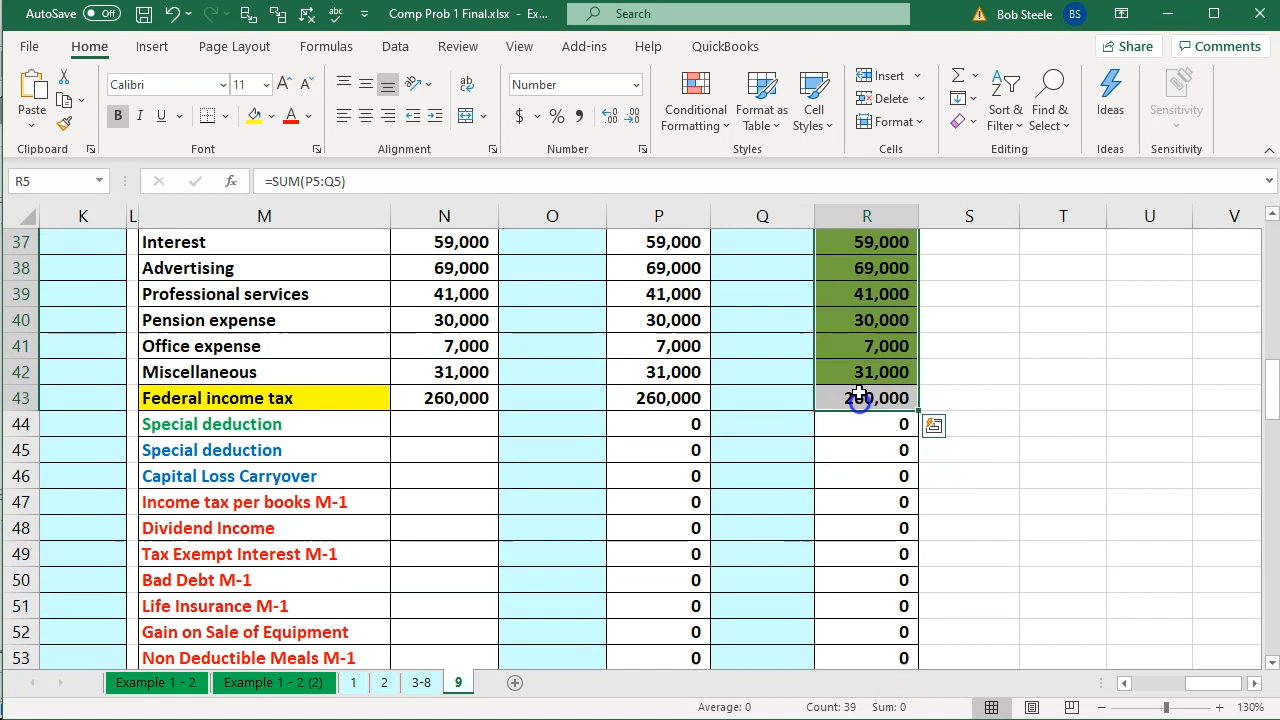 AutoSave Off Comp Prob 1 Final.xlsx - Ex... Search Bob Steele BS
File Home Insert Page Layout Formulas Data Review View Add-ins Help QuickBooks Share Comments
Paste Calibri 11 Number Conditional Formatting Format as Table Cell Styles Insert Delete Format Sort & Filter Find & Select Ideas Sensitivity
Clipboard Font Alignment Number Styles Cells Editing Ideas Sensitivity
R5 =SUM(P5:Q5)
K L M N O P Q R S T U V
37 Interest 59,000 59,000 59,000
38 Advertising 69,000 69,000 69,000
39 Professional services 41,000 41,000 41,000
40 Pension expense 30,000 30,000 30,000
41 Office expense 7,000 7,000 7,000
42 Miscellaneous 31,000 31,000 31,000
43 Federal income tax 260,000 260,000 260,000
44 Special deduction 0 0
45 Special deduction 0 0
46 Capital Loss Carryover 0 0
47 Income tax per books M-1 0 0
48 Dividend Income 0 0
49 Tax Exempt Interest M-1 0 0
50 Bad Debt M-1 0 0
51 Life Insurance M-1 0 0
52 Gain on Sale of Equipment 0 0
53 Non Deductible Meals M-1 0 0
Example 1 - 2 Example 1 - 2 (2) 1 2 3-8 9
Average: 0 Count: 39 Sum: 0 130%